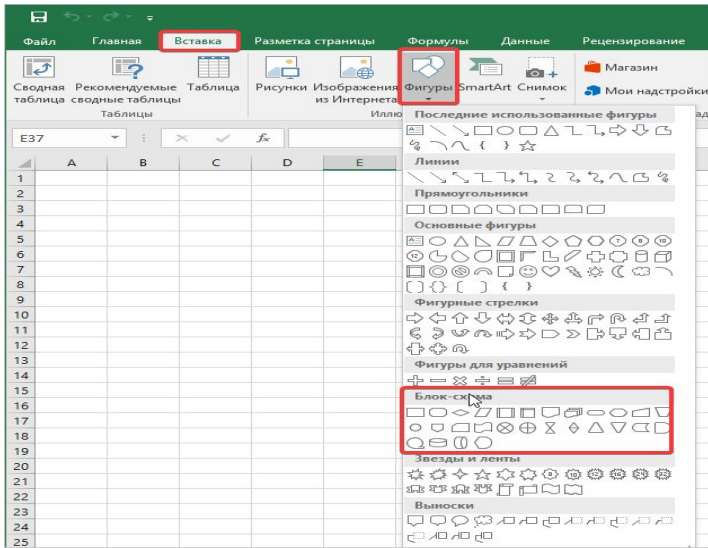 Файл Главная Вставка Разметка страницы Формулы Данные Рецензирование
Сводная Рекомендуемые Таблица Рисунки Изображения Фигуры SmartArt Снимок Магазин
таблица сводные таблицы из Интернета Мои надстройки
Таблицы Иллю
E37 fx
A B C D E
Последние использованные фигуры
Линии
Прямоугольники
Основные фигуры
Фигурные стрелки
Фигуры для уравнений
Блок-схема
Звезды и ленты
Выноски
1
2
3
4
5
6
7
8
9
10
11
12
13
14
15
16
17
18
19
20
21
22
23
24
25